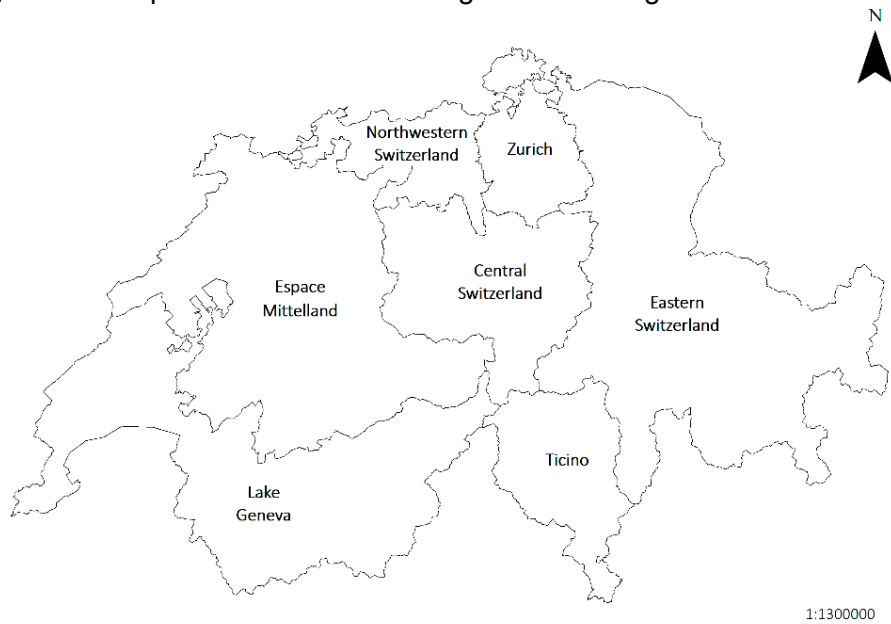 N
Northwestern
Switzerland
Zurich
Central
Switzerland
Espace
Mittelland
Eastern
Switzerland
Ticino
Lake
Geneva
1:1300000